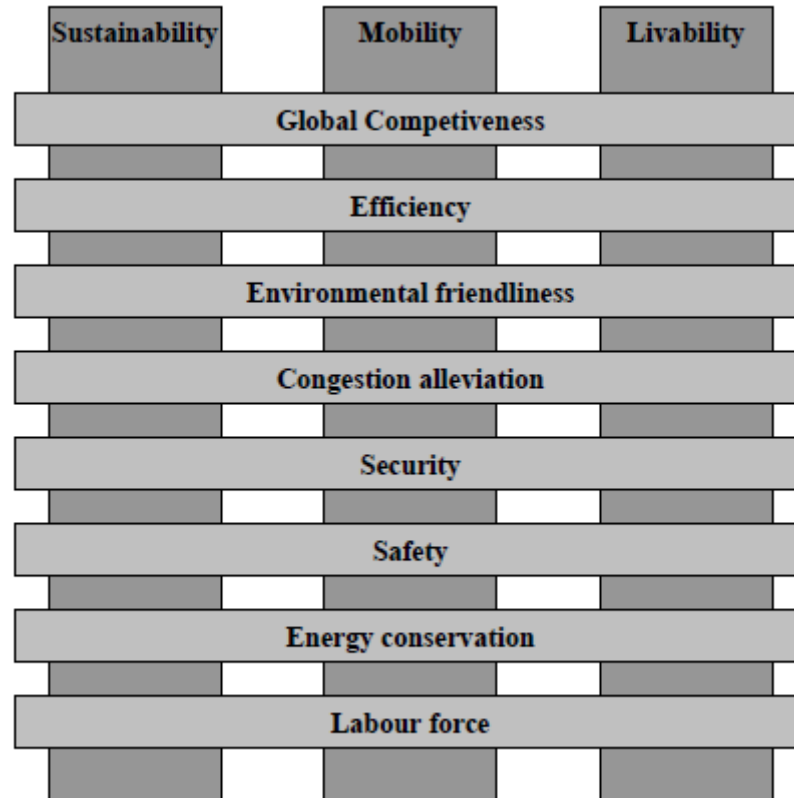 Sustainability Mobility Livability
Global Competiveness
Efficiency
Environmental friendliness
Congestion alleviation
Security
Safety
Energy conservation
Labour force